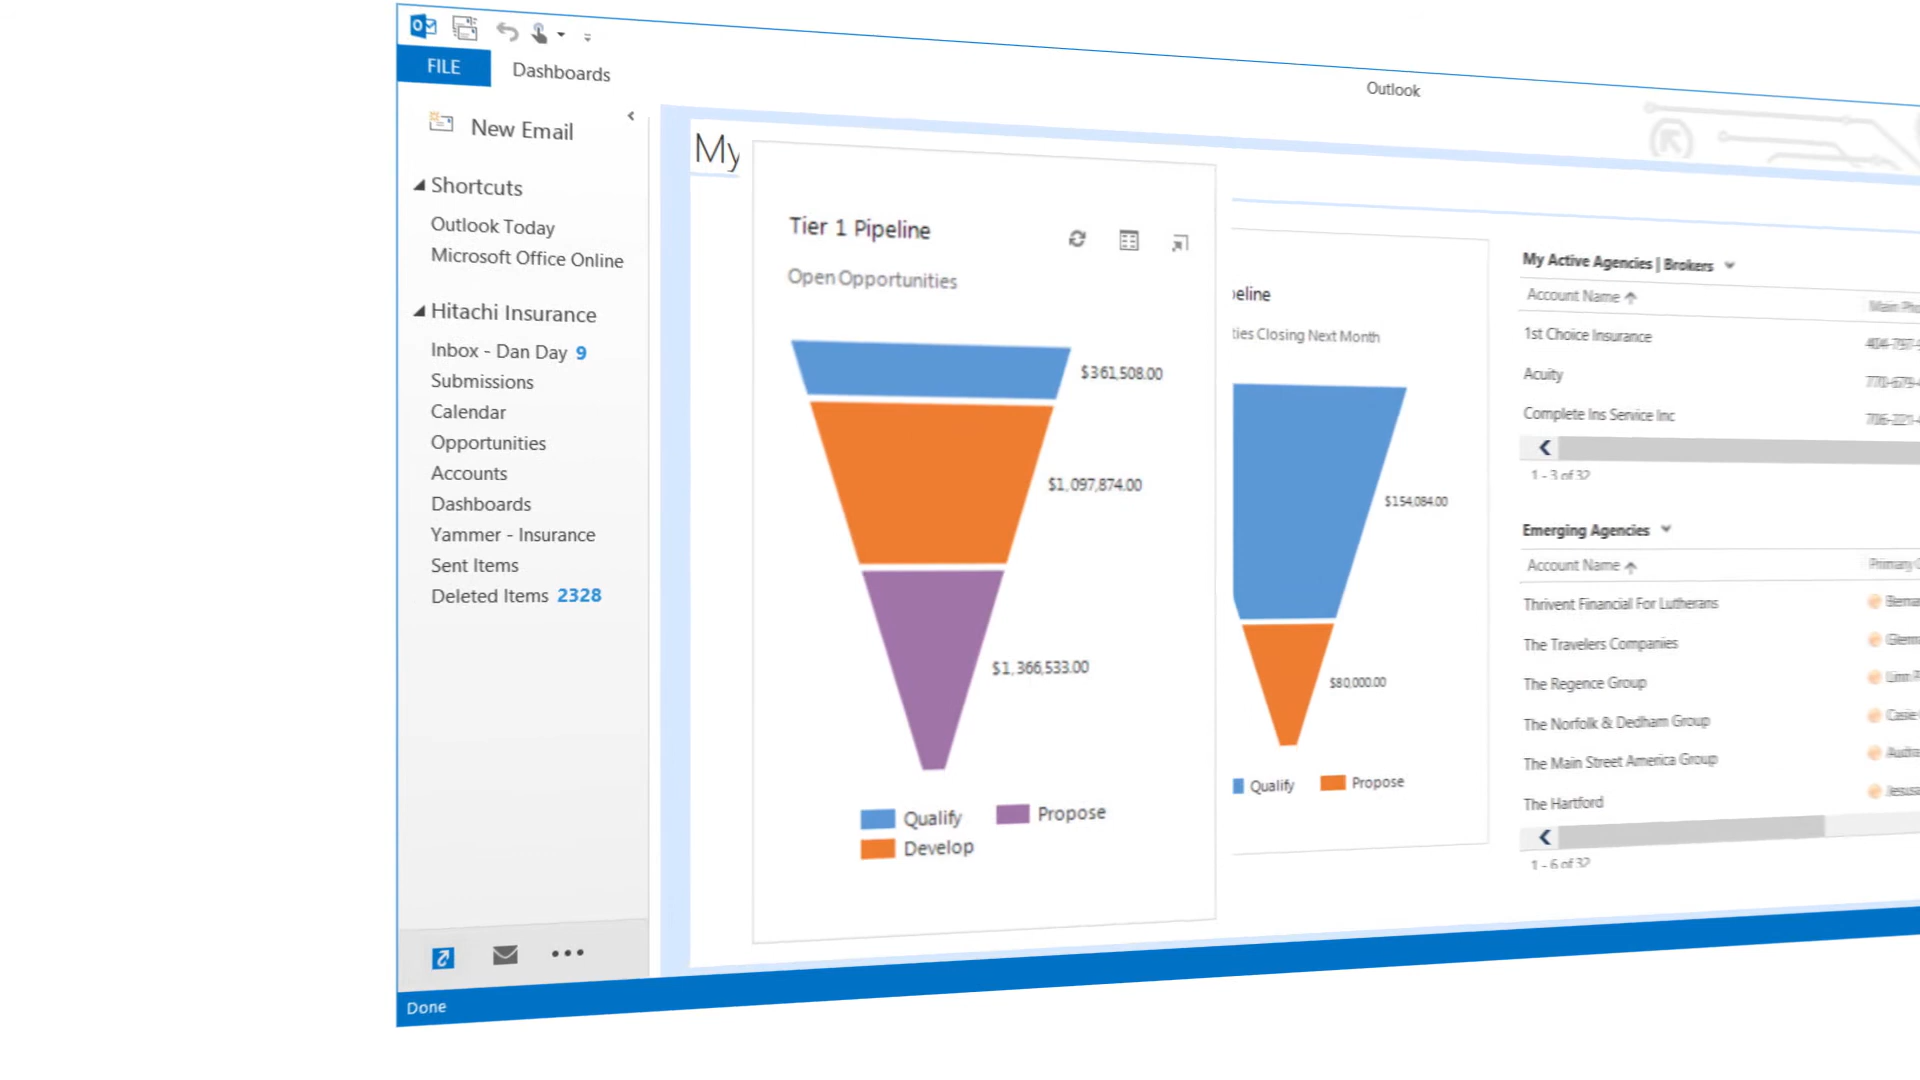 FILE
Dashboards
Outlook
New Email
Shortcuts
Outlook Today
Microsoft Office Online
Hitachi Insurance
Inbox - Dan Day 9
Submissions
Calendar
Opportunities
Accounts
Dashboards
Yammer - Insurance
Sent Items
Deleted Items 2328
Done
My
Tier 1 Pipeline
Open Opportunities
$361,508.00
$1,097,874.00
$1,366,533.00
Qualify
Propose
Develop
eline
ties Closing Next Month
$154,084.00
$80,000.00
Qualify
Propose
My Active Agencies | Brokers
Account Name
Main Pho
1st Choice Insurance
Acuity
Complete Ins Service Inc
1 - 3 of 32
Emerging Agencies
Account Name
Primary
Thrivent Financial For Lutherans
The Travelers Companies
The Regence Group
The Norfolk & Dedham Group
Casie
The Main Street America Group
The Hartford
1 - 6 of 32